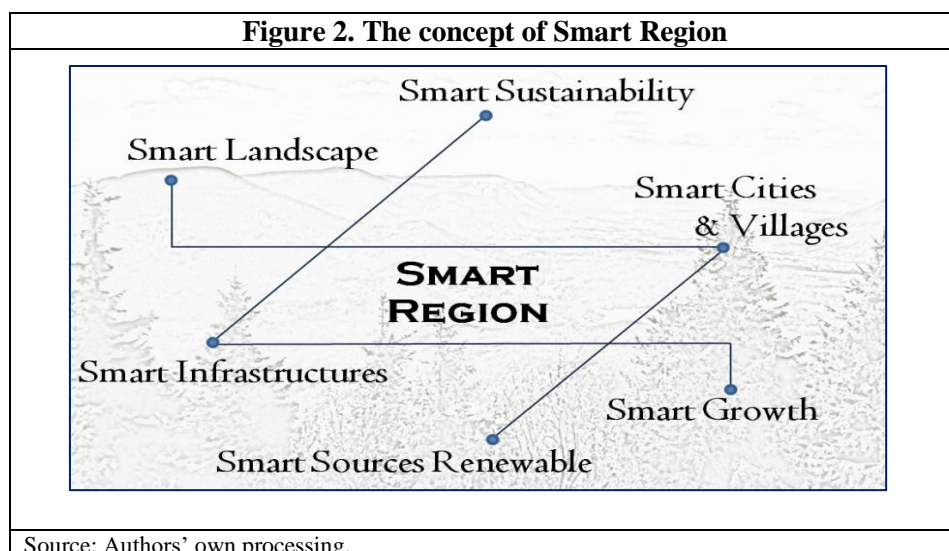 Figure 2. The concept of Smart Region
Smart Sustainability
Smart Landscape
Smart Cities
& Villages
SMART
REGION
Smart Infrastructures
Smart Growth
Smart Sources Renewable
Source: Authors' own processing.